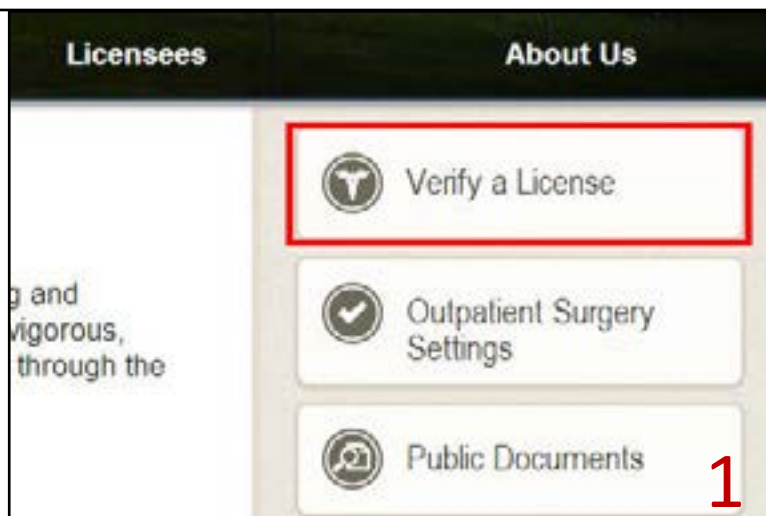 Licensees About Us
Verify a License
g and
vigorous,
through the
Outpatient Surgery
Settings
Public Documents
1